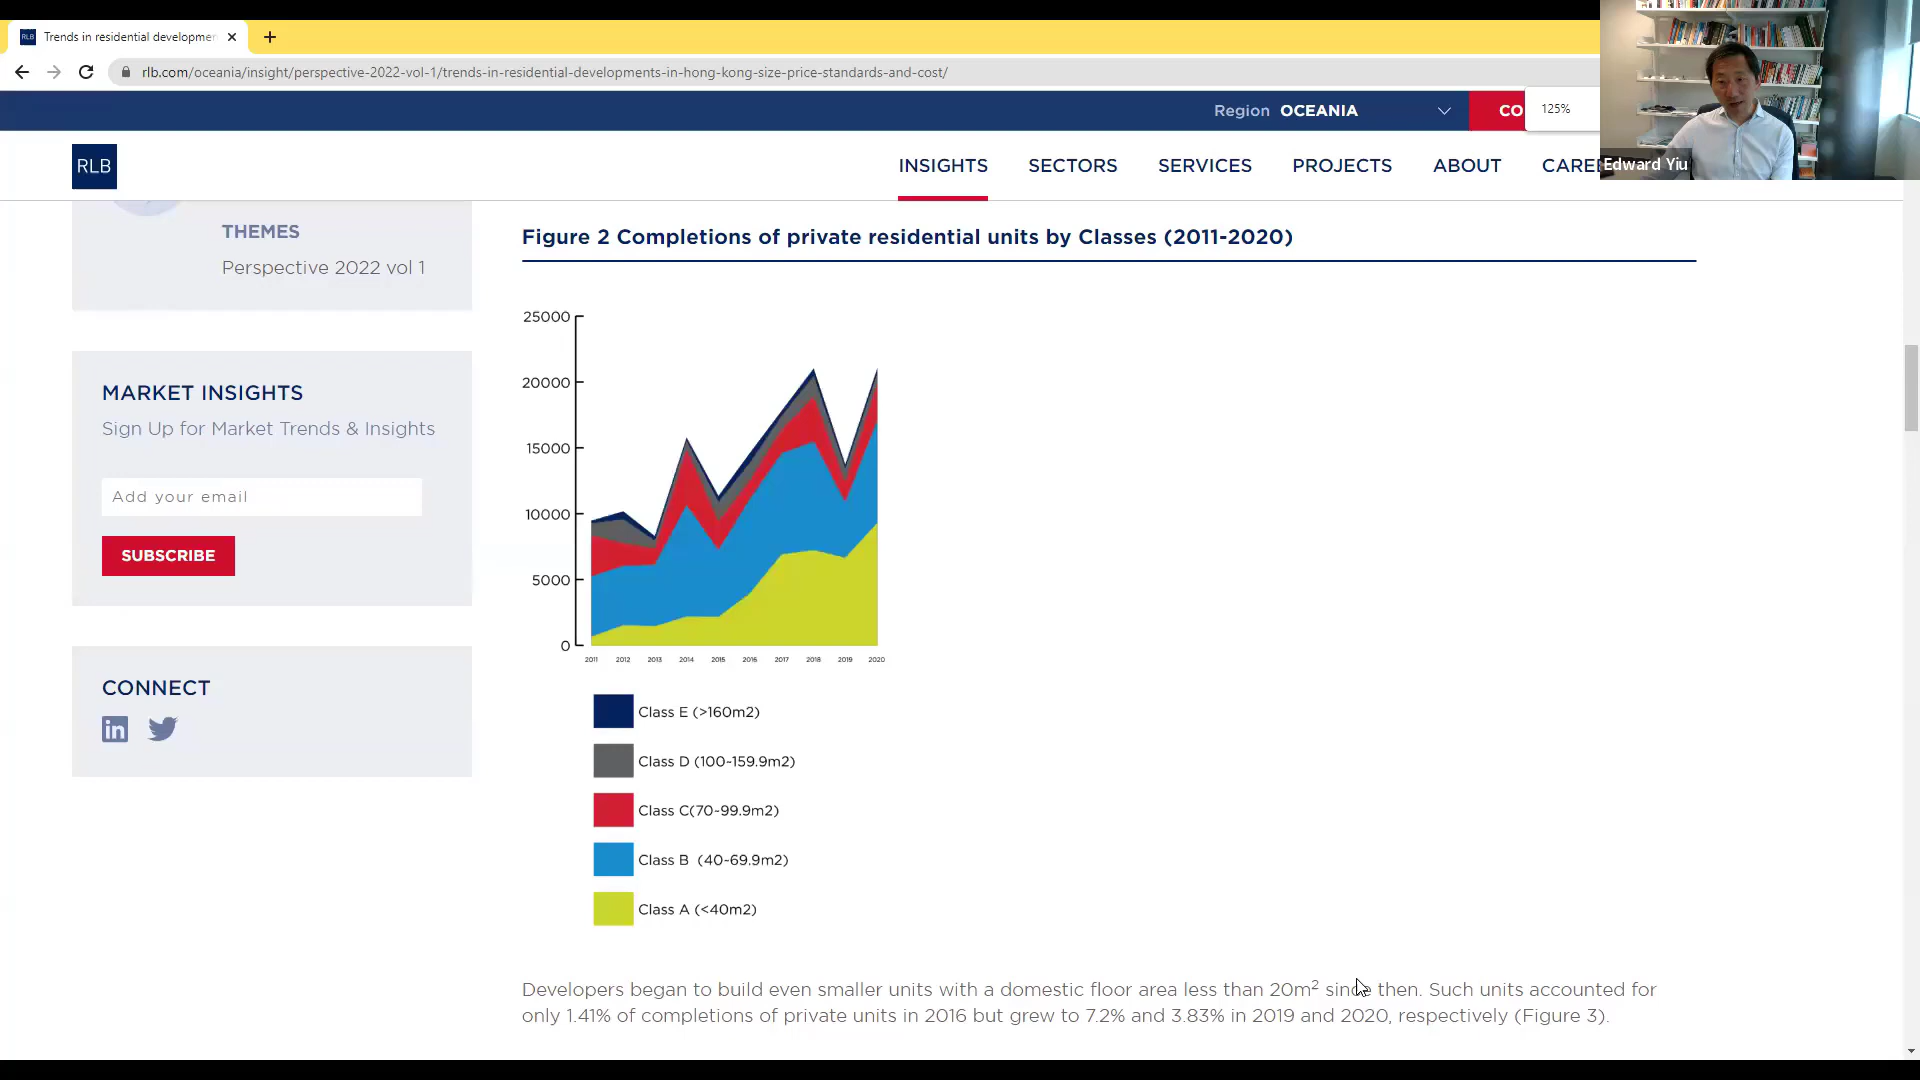 RLB Trends in residential developmen
rlb.com/oceania/insight/perspective-2022-vol-1/trends-in-residential-developments-in-hong-kong-size-price-standards-and-cost/
Region OCEANIA CO 125%
Edward Yiu
RLB INSIGHTS SECTORS SERVICES PROJECTS ABOUT CAREE
THEMES
Perspective 2022 vol 1
MARKET INSIGHTS
Sign Up for Market Trends & Insights
Add your email
SUBSCRIBE
CONNECT
in
Figure 2 Completions of private residential units by Classes (2011-2020)
25000
20000
15000
10000
5000
0
2011 2012 2013 2014 2015 2016 2017 2018 2019 2020
Class E (>160m2)
Class D (100-159.9m2)
Class C(70-99.9m2)
Class B (40-69.9m2)
Class A (<40m2)
Developers began to build even smaller units with a domestic floor area less than 20m² since then. Such units accounted for
only 1.41% of completions of private units in 2016 but grew to 7.2% and 3.83% in 2019 and 2020, respectively (Figure 3).